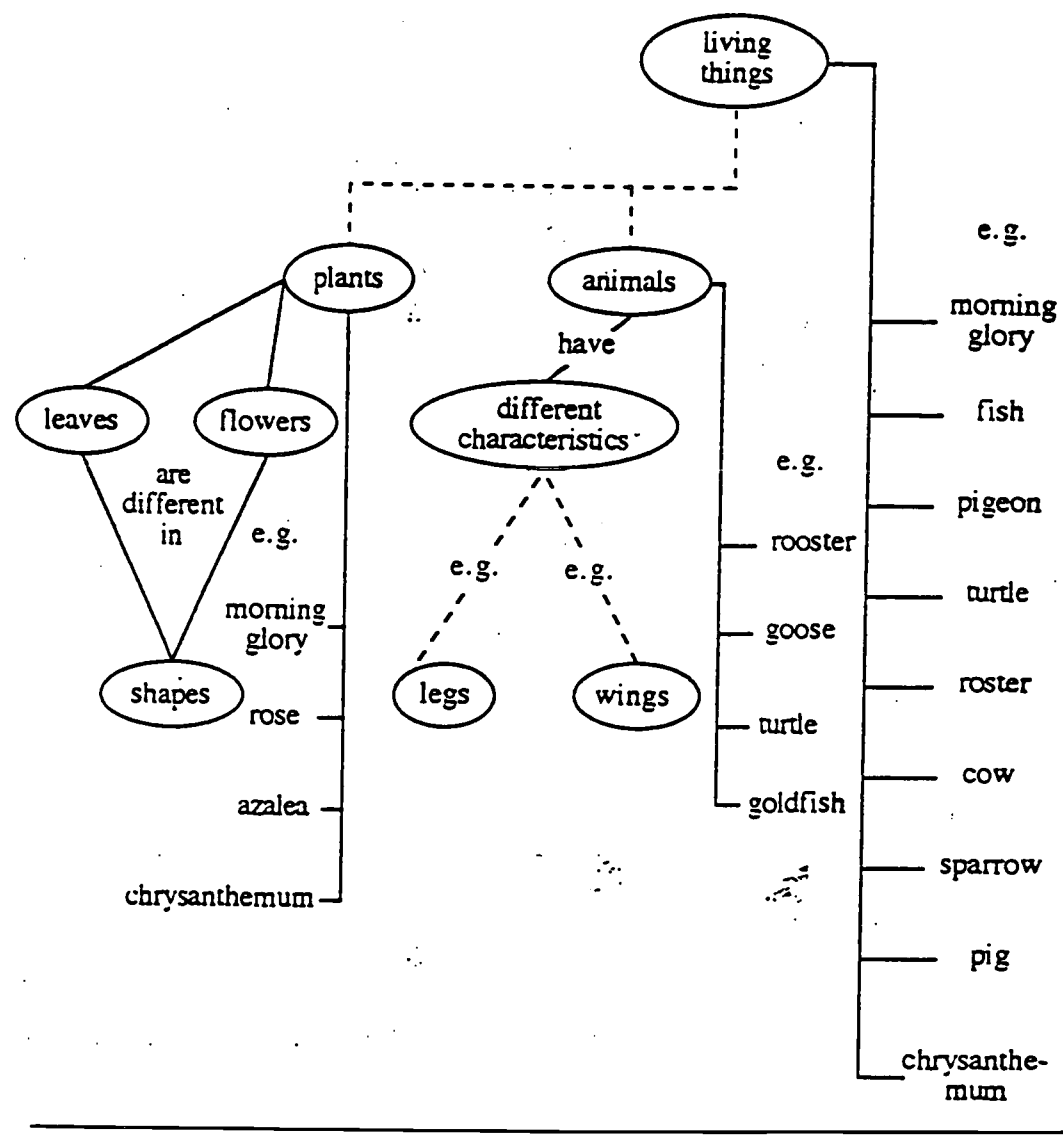 living
things
plants
animals
have
leaves
flowers
different
characteristics
are
different
in
e.g.
e.g.
e.g.
legs
wings
shapes
morning
glory
rose
azalea
chrysanthemum
e.g.
rooster
goose
turtle
goldfish
e.g.
morning
glory
fish
pigeon
turtle
roster
cow
sparrow
pig
chrysanthe-
mum